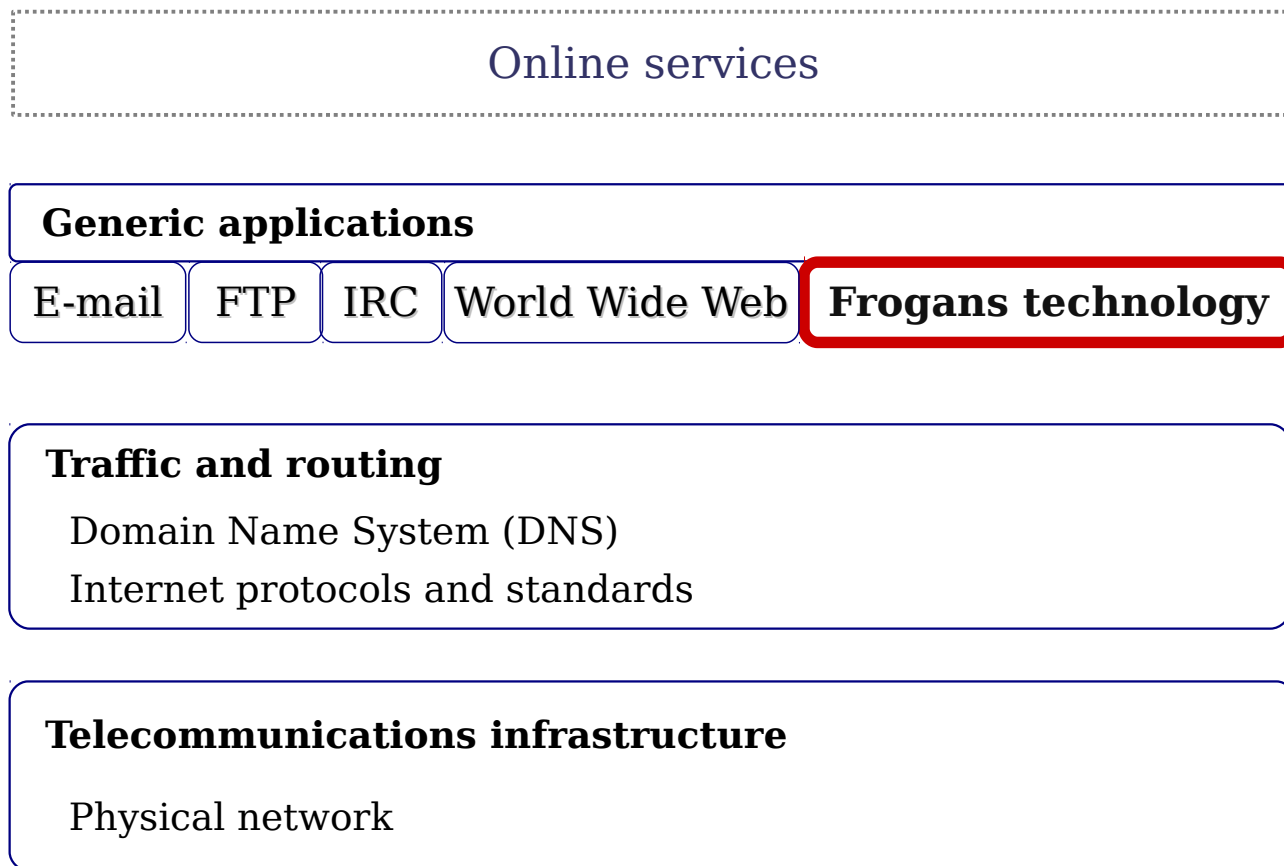 Online services
Generic applications
E-mail FTP IRC World Wide Web Frogans technology
Traffic and routing
Domain Name System (DNS)
Internet protocols and standards
Telecommunications infrastructure
Physical network